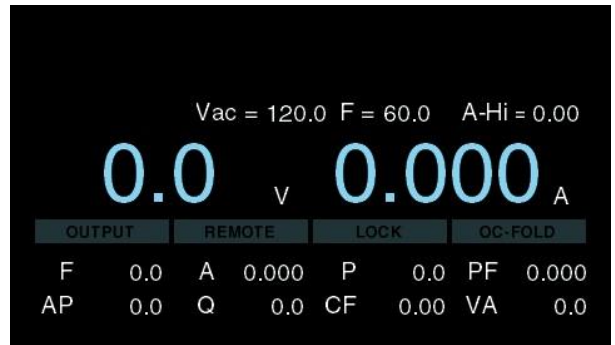 Vac = 120.0 F = 60.0 A-Hi = 0.00
0.0 V 0.000 A
OUTPUT REMOTE LOCK OC-FOLD
F 0.0 A 0.000 P 0.0 PF 0.000
AP 0.0 Q 0.0 CF 0.00 VA 0.0